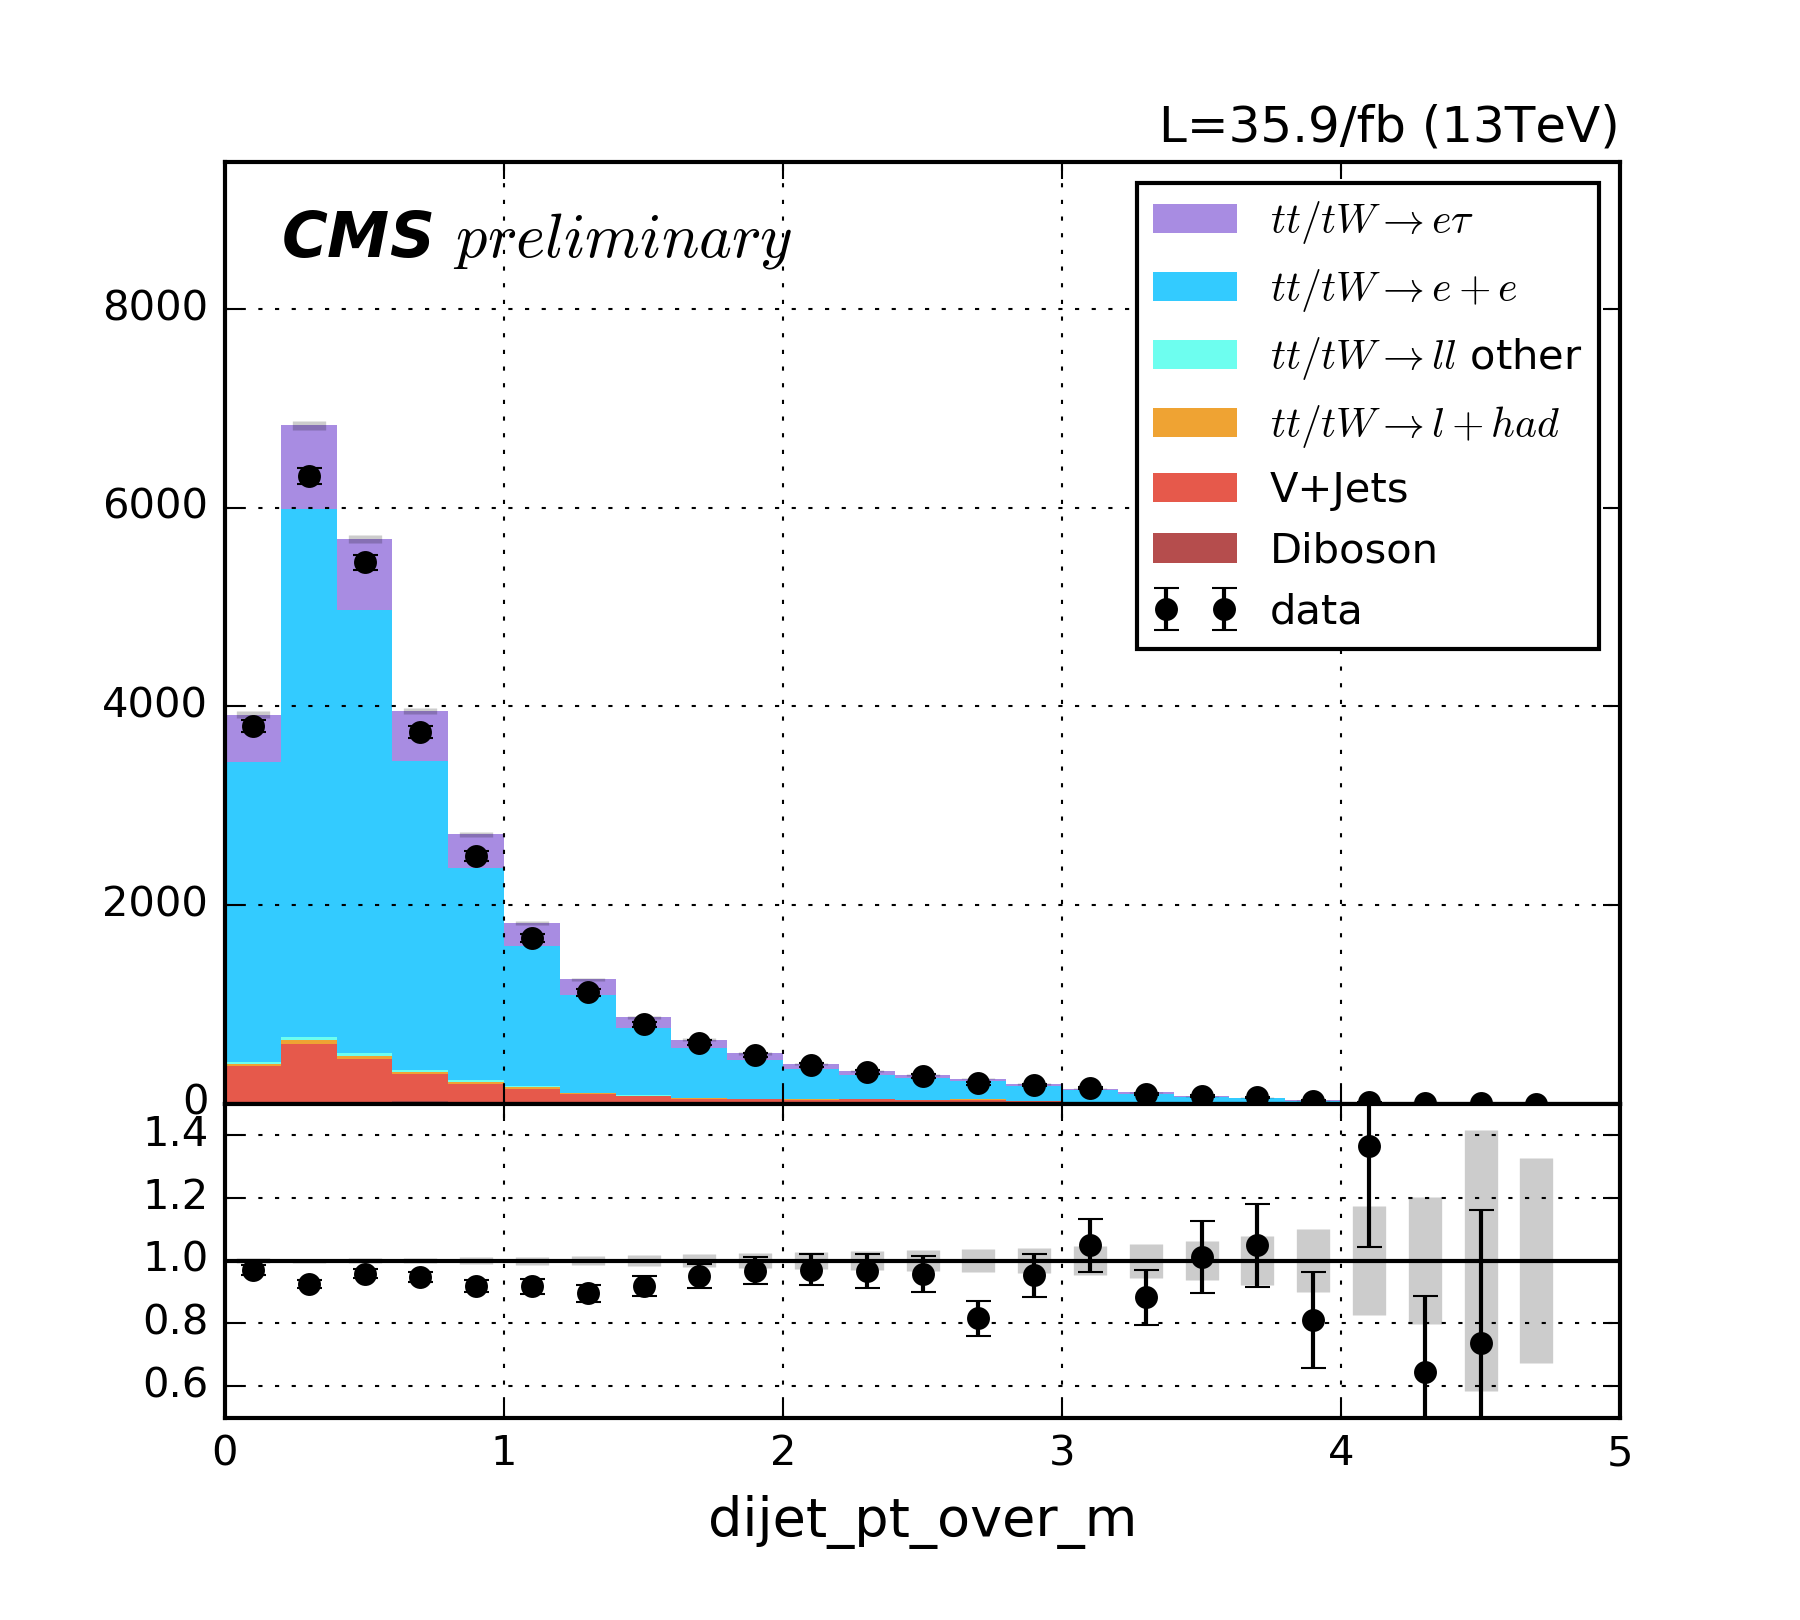 L=35.9/fb (13TeV)
CMS preliminary
tt/tW→eτ
tt/tW→e+e
tt/tW→ll other
tt/tW→l+had
V+Jets
Diboson
data
8000
6000
4000
2000
0
1.4
1.2
1.0
0.8
0.6
0 1 2 3 4 5
dijet_pt_over_m